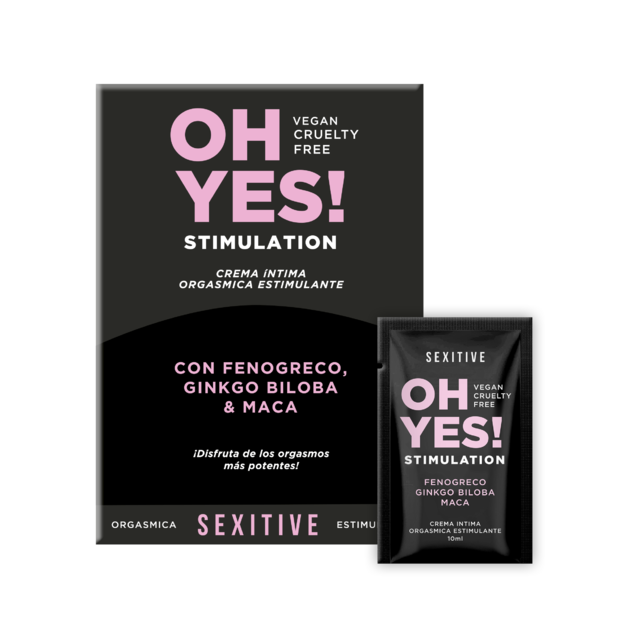 OH
YES!
VEGAN
CRUELTY
FREE
STIMULATION
CREMA ÍNTIMA
ORGASMICA ESTIMULANTE
CON FENOGRECO,
GINKGO BILOBA
& MACA
¡Disfruta de los orgasmos
más potentes!
ORGASMICA SEXITIVE ESTIMU
SEXITIVE
OH
YES!
VEGAN
CRUELTY
FREE
STIMULATION
FENOGRECO
GINKGO BILOBA
MACA
CREMA INTIMA
ORGASMICA ESTIMULANTE
10ml